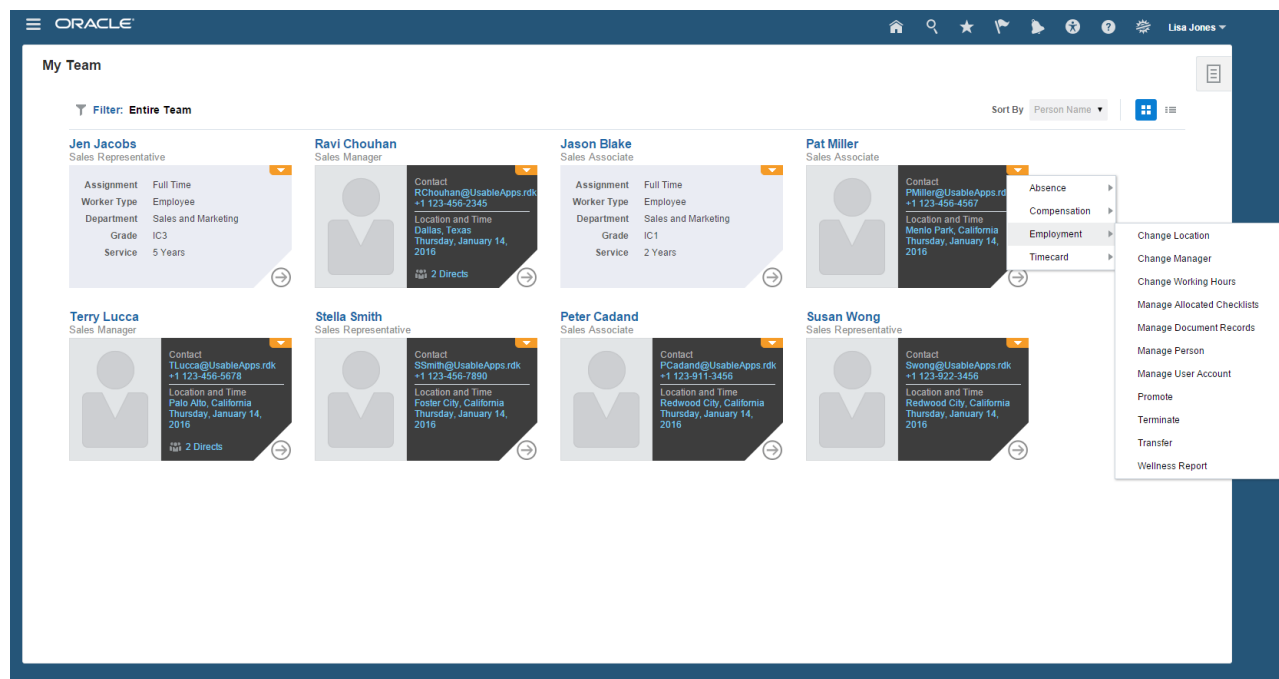 ORACLE
Lisa Jones
My Team
Filter: Entire Team
Sort By Person Name
Jen Jacobs
Sales Representative
Assignment Full Time
Worker Type Employee
Department Sales and Marketing
Grade IC3
Service 5 Years
Ravi Chouhan
Sales Manager
Contact
RChouhan@UsableApps.rdk
+1 123-456-2345
Location and Time
Dallas, Texas
Thursday, January 14,
2016
2 Directs
Jason Blake
Sales Associate
Assignment Full Time
Worker Type Employee
Department Sales and Marketing
Grade IC1
Service 2 Years
Pat Miller
Sales Associate
Contact
PMiller@UsableApps.rd
+1 123-456-4567
Location and Time
Menlo Park, California
Thursday, January 14,
2016
Absence
Compensation
Employment
Timecard
Change Location
Change Manager
Change Working Hours
Manage Allocated Checklists
Manage Document Records
Manage Person
Manage User Account
Promote
Terminate
Transfer
Wellness Report
Terry Lucca
Sales Manager
Contact
TLucca@UsableApps.rdk
+1 123-456-5678
Location and Time
Palo Alto, California
Thursday, January 14,
2016
2 Directs
Stella Smith
Sales Representative
Contact
SSmith@UsableApps.rdk
+1 123-456-7890
Location and Time
Foster City, California
Thursday, January 14,
2016
Peter Cadand
Sales Associate
Contact
PCadand@UsableApps.rdk
+1 123-911-3456
Location and Time
Redwood City, California
Thursday, January 14,
2016
Susan Wong
Sales Representative
Contact
Swong@UsableApps.rdk
+1 123-922-3456
Location and Time
Redwood City, California
Thursday, January 14,
2016